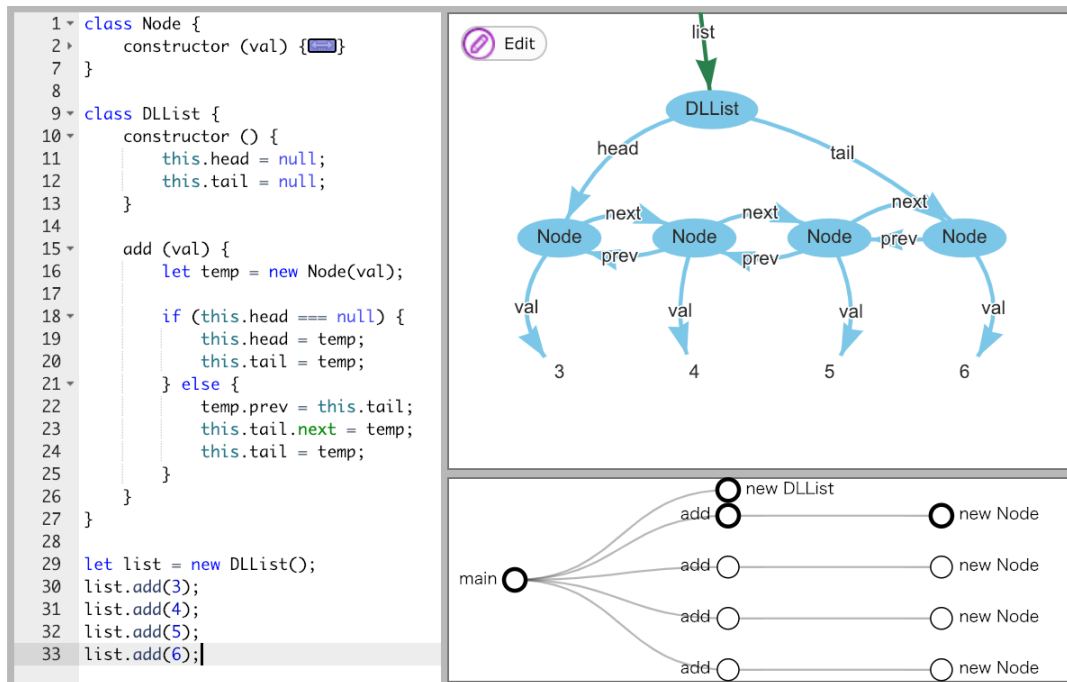 1 class Node {
2     constructor (val) {}
7 }
8
9 class DLList {
10     constructor () {
11         this.head = null;
12         this.tail = null;
13     }
14
15     add (val) {
16         let temp = new Node(val);
17
18         if (this.head === null) {
19             this.head = temp;
20             this.tail = temp;
21         } else {
22             temp.prev = this.tail;
23             this.tail.next = temp;
24             this.tail = temp;
25         }
26     }
27 }
28
29 let list = new DLList();
30 list.add(3);
31 list.add(4);
32 list.add(5);
33 list.add(6);
list
Edit
DLList
head
tail
next next next
Node Node Node Node
prev prev prev
val val val val
3 4 5 6
new DLList
add new Node
add new Node
main
add new Node
add new Node